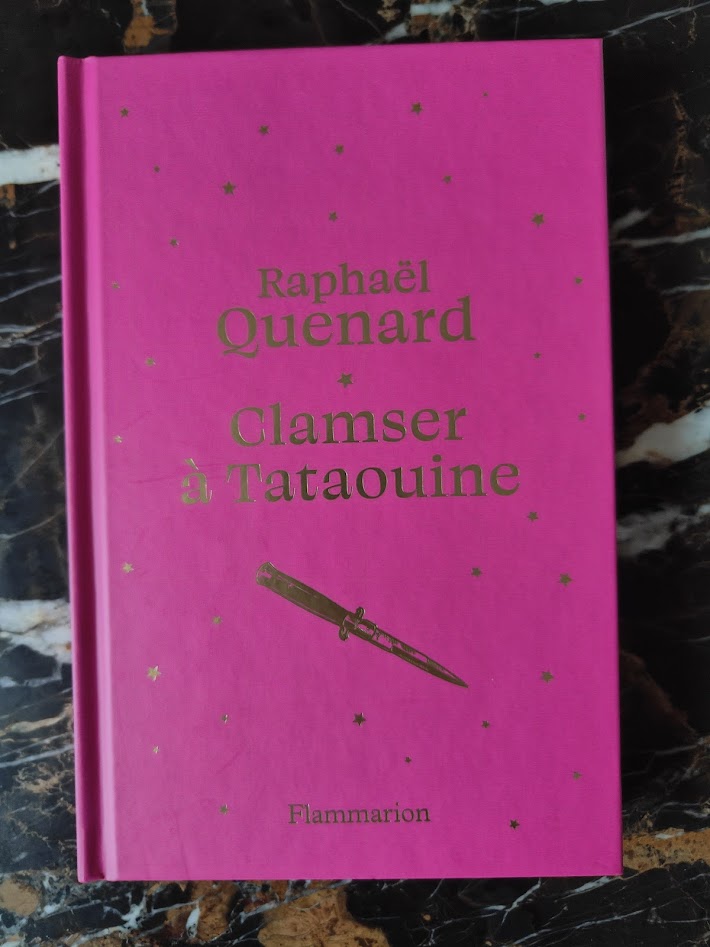 Raphaël
Quenard
Clamser
à Tataouine
Flammarion